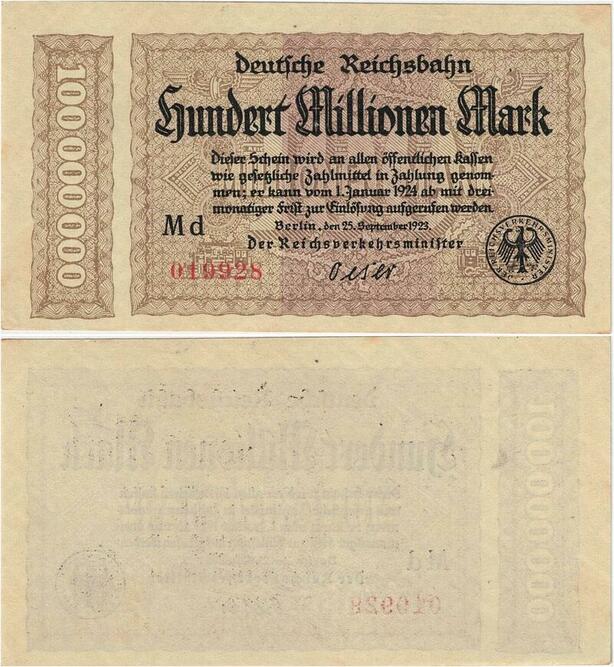 100000000
Deutsche Reichsbahn
Hundert Millionen Mark
Dieser Schein wird an allen öffentlichen Kassen
wie gesetzliche Zahlmittel in Zahlung genom-
men; er kann vom 1. Januar 1924 ab mit drei-
monatiger Frist zur Einlösung aufgerufen werden.
Berlin, den 25. September 1923.
Der Reichsverkehrsminister
Md
019928
Oeser
DER REICHSVERKEHRSMINISTER